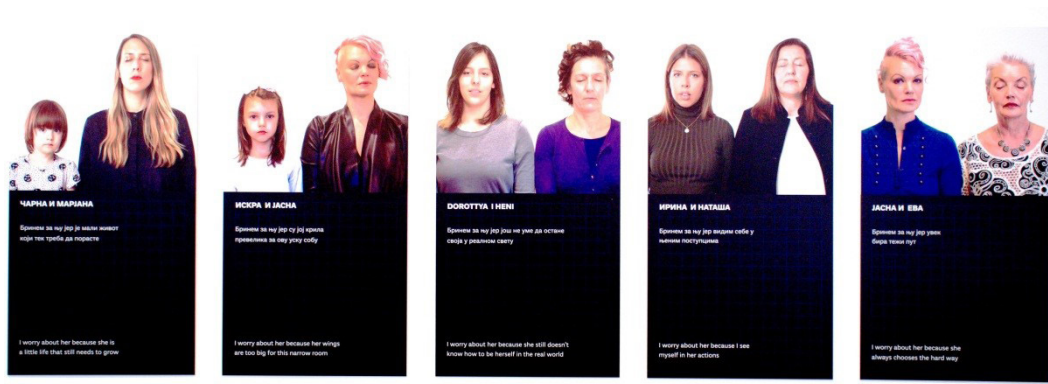 ЧАРНА И МАРЈАНА
Бринем за њу јер је мали живот
који тек треба да порасте
I worry about her because she is
a little life that still needs to grow
ИСКРА И ЈАСНА
Бринем за њу јер су јој крила
превелика за ову уску собу
I worry about her because her wings
are too big for this narrow room
DOROTTYA I HENI
Бринем за њу јер још не уме да остане
своја у реалном свету
I worry about her because she still doesn't
know how to be herself in the real world
ИРИНА И НАТАША
Бринем за њу јер видим себе у
њеним поступцима
I worry about her because I see
myself in her actions
ЈАСНА И ЕВА
Бринем за њу јер увек
бира тежи пут
I worry about her because she
always chooses the hard way